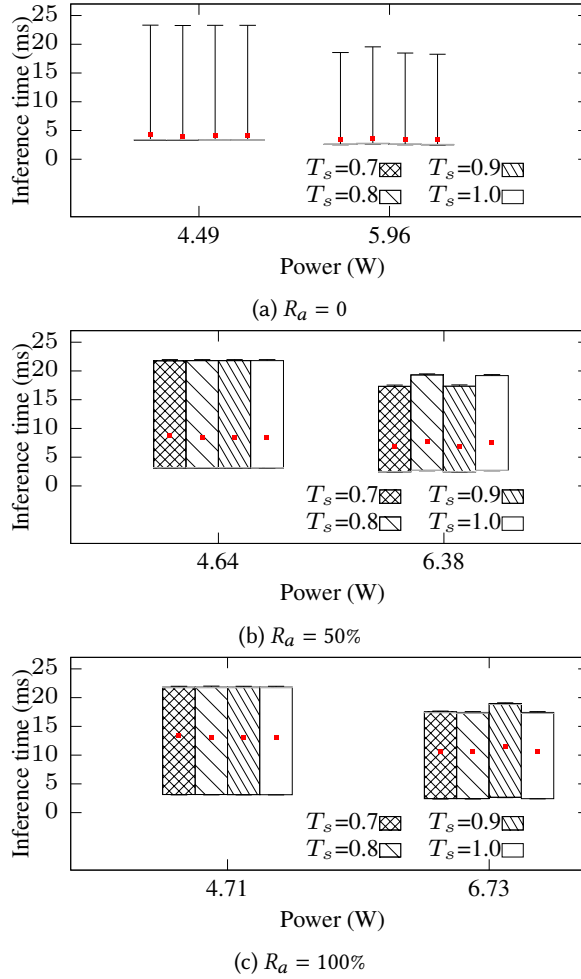 Inference time (ms)
25
20
15
10
5
0
T_s=0.7 T_s=0.9
T_s=0.8 T_s=1.0
4.49 5.96
Power (W)
(a) R_a = 0
Inference time (ms)
25
20
15
10
5
0
T_s=0.7 T_s=0.9
T_s=0.8 T_s=1.0
4.64 6.38
Power (W)
(b) R_a = 50%
Inference time (ms)
25
20
15
10
5
0
T_s=0.7 T_s=0.9
T_s=0.8 T_s=1.0
4.71 6.73
Power (W)
(c) R_a = 100%